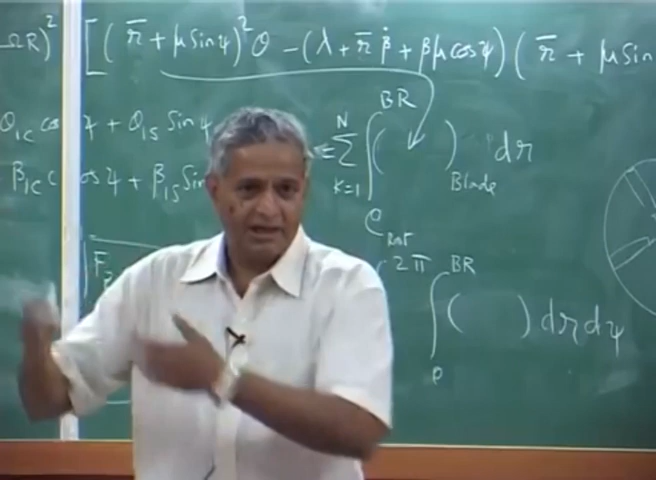 ΩR)² [(r̄ + μ sin ψ)² θ − (λ + r̄ β̇ + βμ cos ψ)(r̄ + μ sin
θ₁c cos ψ + θ₁s sin ψ
β₁c cos ψ + β₁s sin
N Σ K=1 ∫ BR e Root ( ) Blade dr
F
2π ∫ BR e ( ) dr dψ